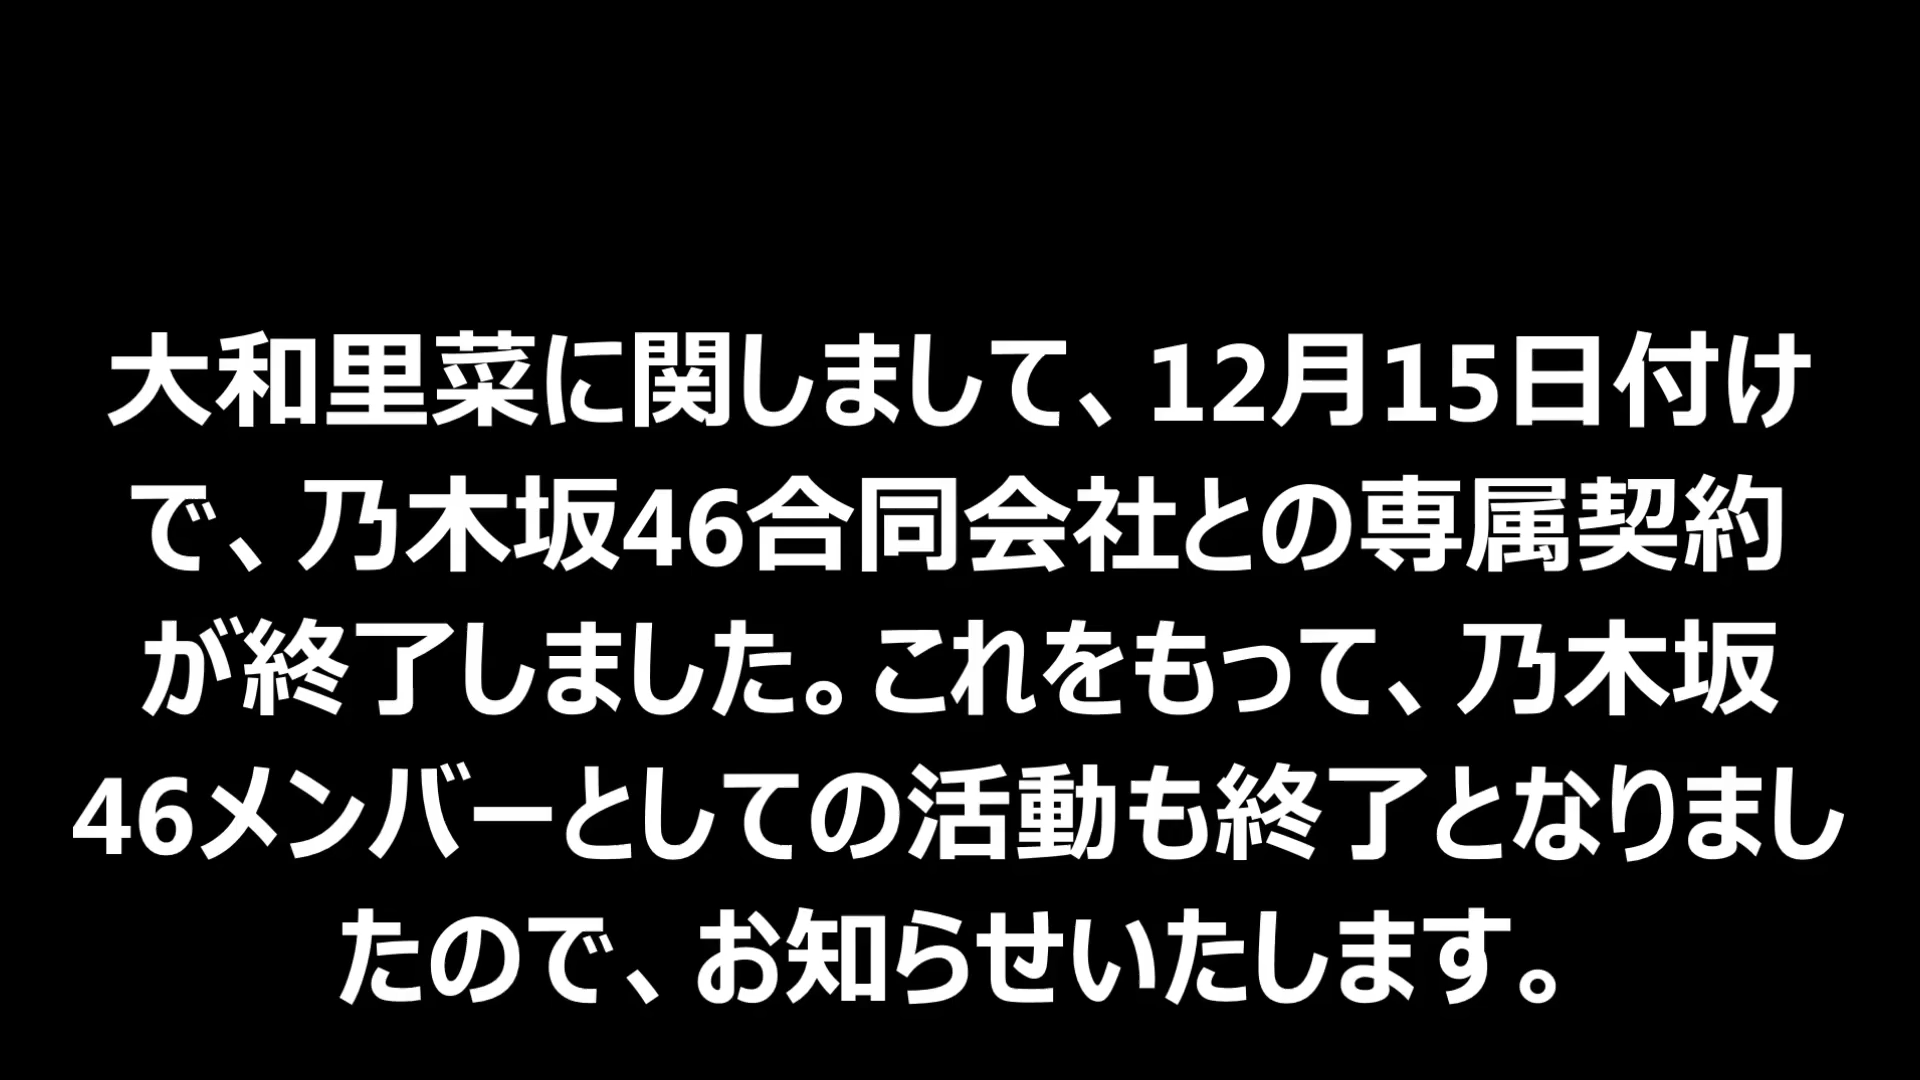 大和里菜に関しまして、12月15日付け
で、乃木坂46合同会社との専属契約
が終了しました。これをもって、乃木坂
46メンバーとしての活動も終了となりまし
たので、お知らせいたします。